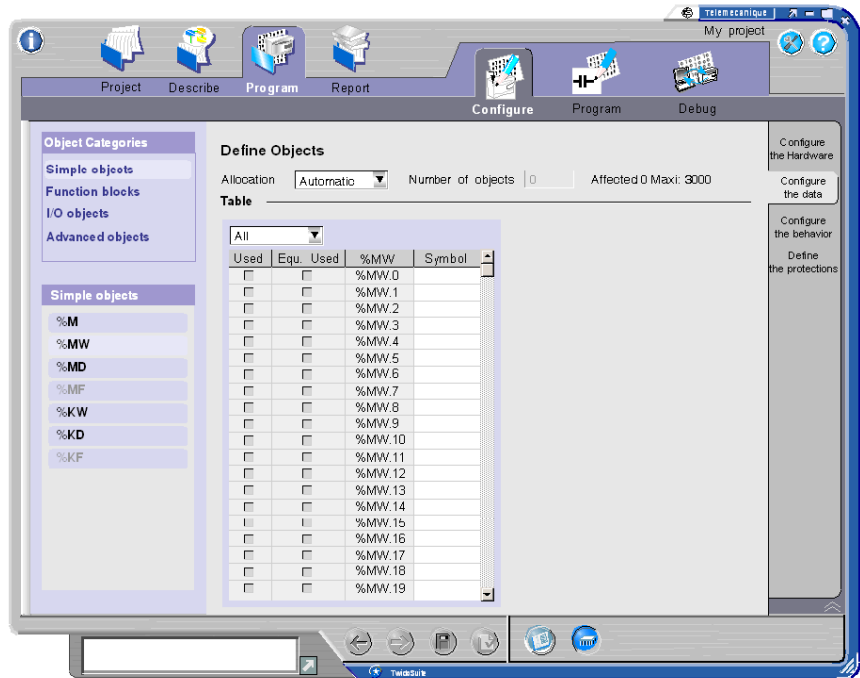 Telemecanique
My project
Project Describe Program Report
Configure Program Debug
Object Categories
Simple objects
Function blocks
I/O objects
Advanced objects
Simple objects
%M
%MW
%MD
%MF
%KW
%KD
%KF
Define Objects
Allocation Automatic Number of objects 0 Affected 0 Maxi: 3000
Table
All
Used Equ. Used %MW Symbol
%MW.0
%MW.1
%MW.2
%MW.3
%MW.4
%MW.5
%MW.6
%MW.7
%MW.8
%MW.9
%MW.10
%MW.11
%MW.12
%MW.13
%MW.14
%MW.15
%MW.16
%MW.17
%MW.18
%MW.19
Configure
the Hardware
Configure
the data
Configure
the behavior
Define
the protections
TwidoSuite